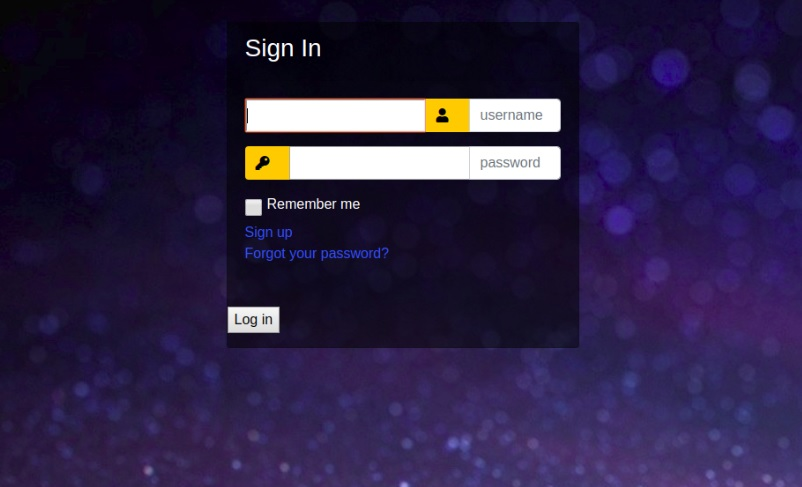 Sign In
username
password
Remember me
Sign up
Forgot your password?
Log in